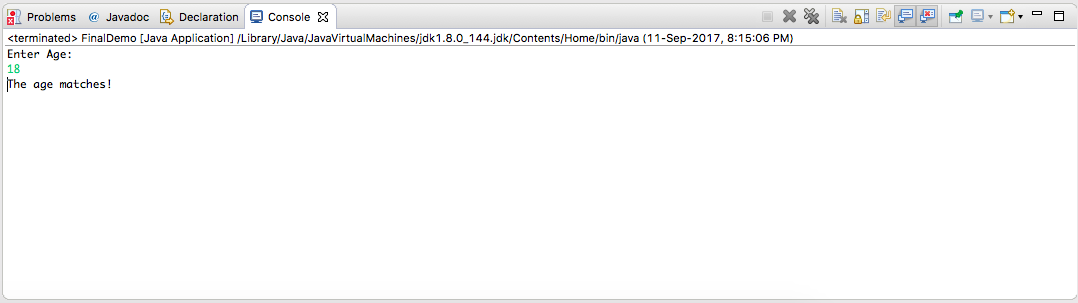 Problems @ Javadoc Declaration Console
<terminated> FinalDemo [Java Application] /Library/Java/JavaVirtualMachines/jdk1.8.0_144.jdk/Contents/Home/bin/java (11-Sep-2017, 8:15:06 PM)
Enter Age:
18
The age matches!